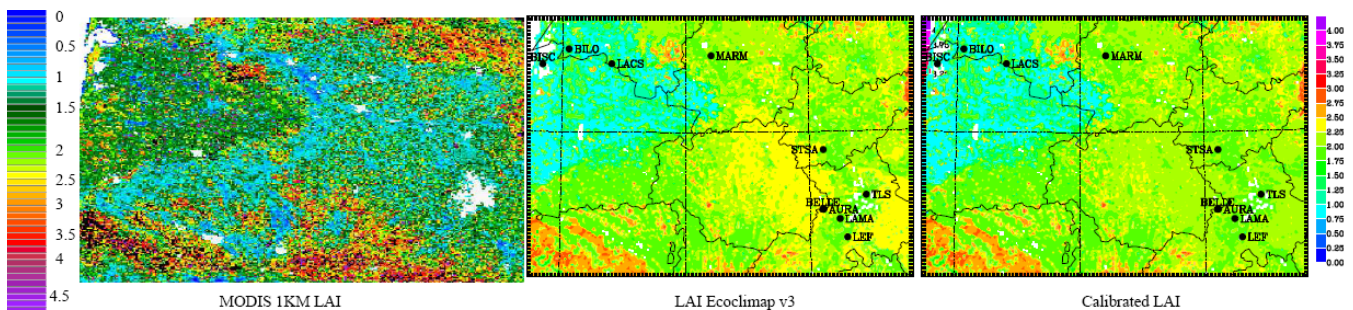 0
0.5
1
1.5
2
2.5
3
3.5
4
4.5
MODIS 1KM LAI
BILO
BISC
LACS
MARM
STSA
TLS
BELLE
AURA
LAMA
LEF
LAI Ecoclimap v3
BILO
BISC
LACS
MARM
STSA
TLS
BELLE
AURA
LAMA
LEF
Calibrated LAI
4.00
3.75
3.50
3.25
3.00
2.75
2.50
2.25
2.00
1.75
1.50
1.25
1.00
0.75
0.50
0.25
0.00